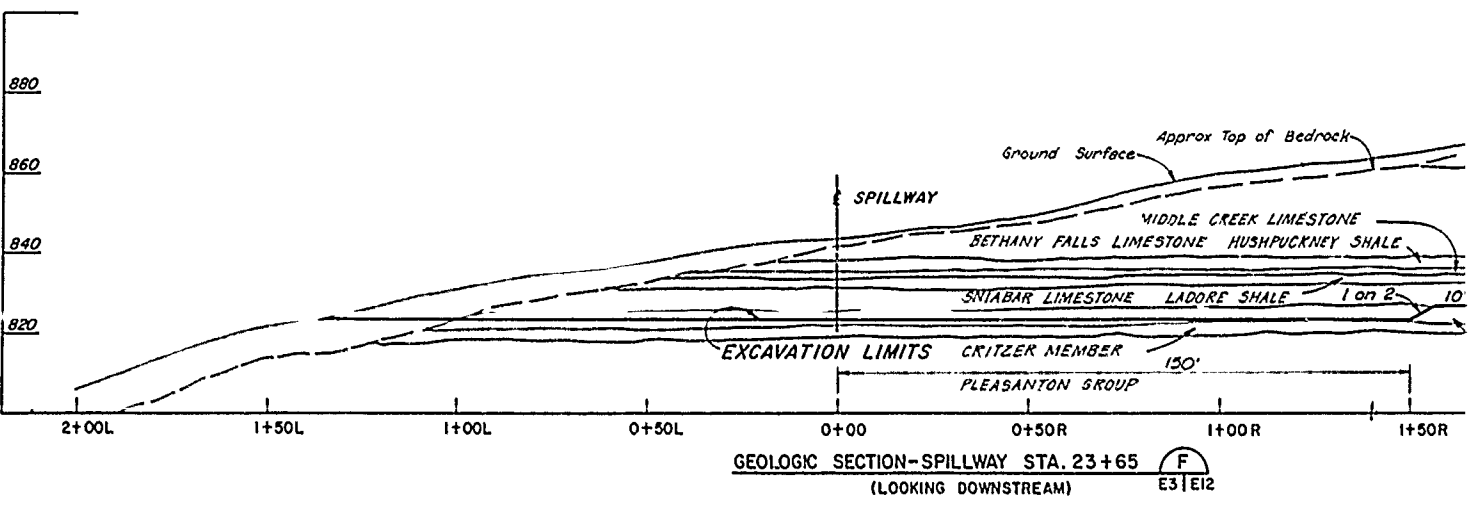 880
860
840
820
Approx Top of Bedrock
Ground Surface
℄ SPILLWAY
MIDDLE CREEK LIMESTONE
BETHANY FALLS LIMESTONE HUSHPUCKNEY SHALE
SNIABAR LIMESTONE LADORE SHALE 1 on 2 10'
EXCAVATION LIMITS CRITZER MEMBER
150'
PLEASANTON GROUP
2+00L 1+50L 1+00L 0+50L 0+00 0+50R 1+00R 1+50R
GEOLOGIC SECTION-SPILLWAY STA. 23+65 F
(LOOKING DOWNSTREAM) E3|E12